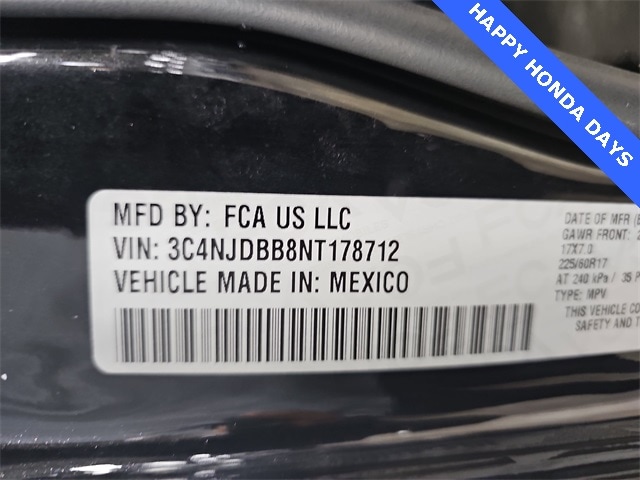 HAPPY HONDA DAYS
MFD BY: FCA US LLC
VIN: 3C4NJDBB8NT178712
VEHICLE MADE IN: MEXICO
DATE OF MFR
GAWR FRONT:
17X7.0
225/60R17
AT 240 kPa / 35 P
TYPE: MPV
THIS VEHICLE CO
SAFETY AND T